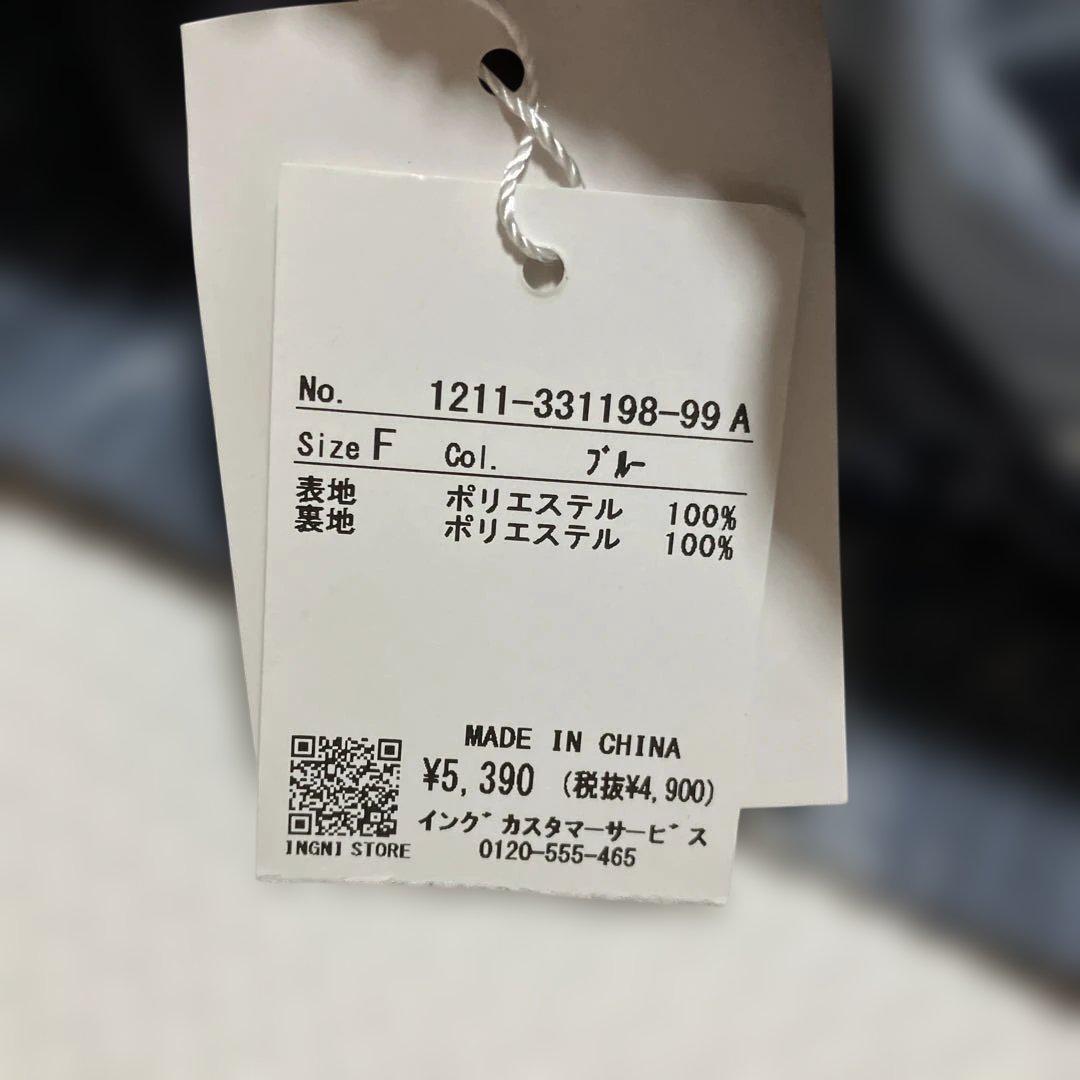 No. 1211-331198-99 A
Size F Col. ブルー
表地 ポリエステル 100%
裏地 ポリエステル 100%
MADE IN CHINA
¥5,390 (税抜¥4,900)
イング カスタマーサービス
INGNI STORE 0120-555-465